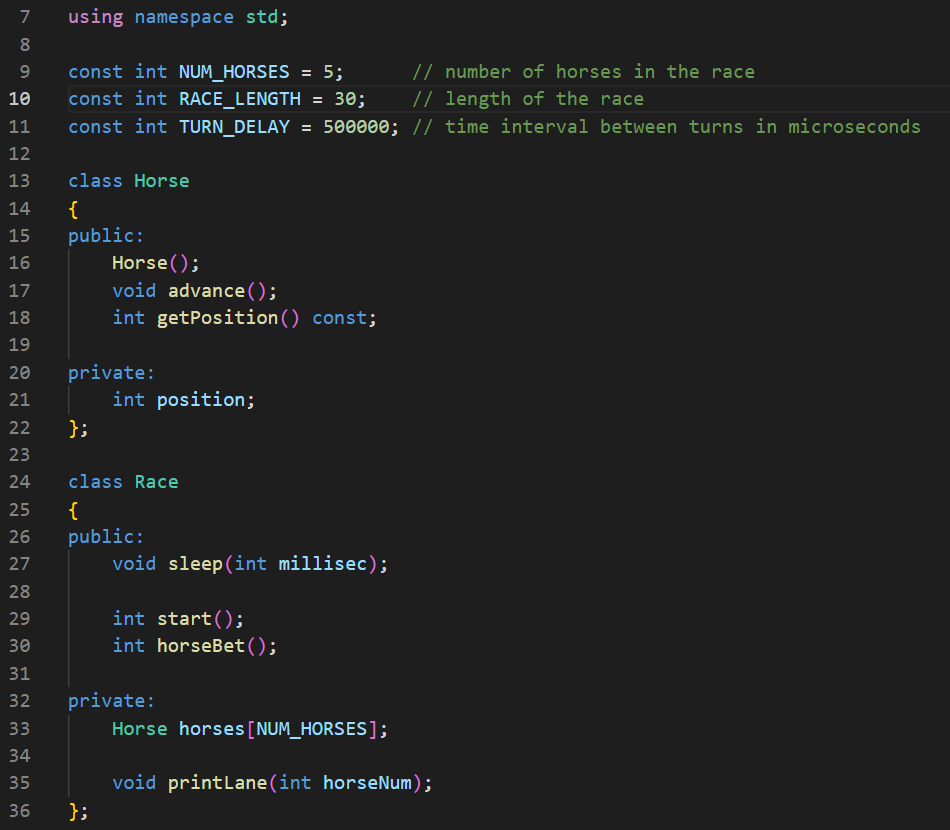 7 using namespace std;
8
9 const int NUM_HORSES = 5;      // number of horses in the race
10 const int RACE_LENGTH = 30;    // length of the race
11 const int TURN_DELAY = 500000; // time interval between turns in microseconds
12
13 class Horse
14 {
15 public:
16     Horse();
17     void advance();
18     int getPosition() const;
19
20 private:
21     int position;
22 };
23
24 class Race
25 {
26 public:
27     void sleep(int millisec);
28
29     int start();
30     int horseBet();
31
32 private:
33     Horse horses[NUM_HORSES];
34
35     void printLane(int horseNum);
36 };